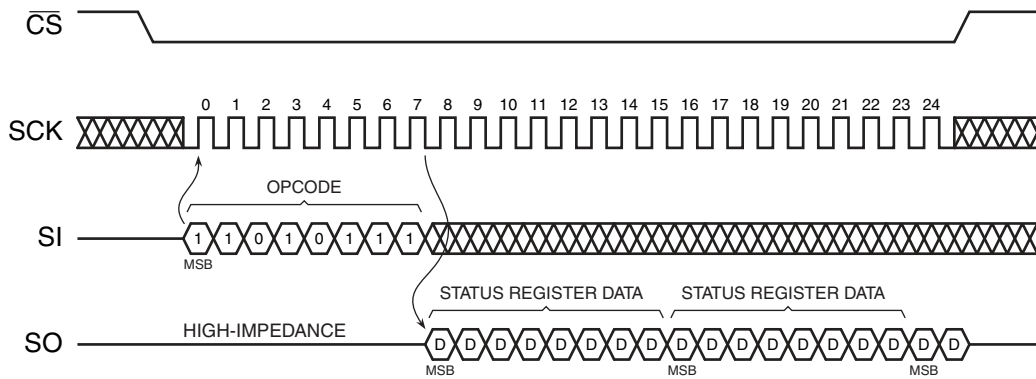 CS
0 1 2 3 4 5 6 7 8 9 10 11 12 13 14 15 16 17 18 19 20 21 22 23 24
SCK
OPCODE
SI 1 1 0 1 0 1 1 1
MSB
STATUS REGISTER DATA STATUS REGISTER DATA
HIGH-IMPEDANCE
SO D D D D D D D D D D D D D D D D D D
MSB MSB MSB